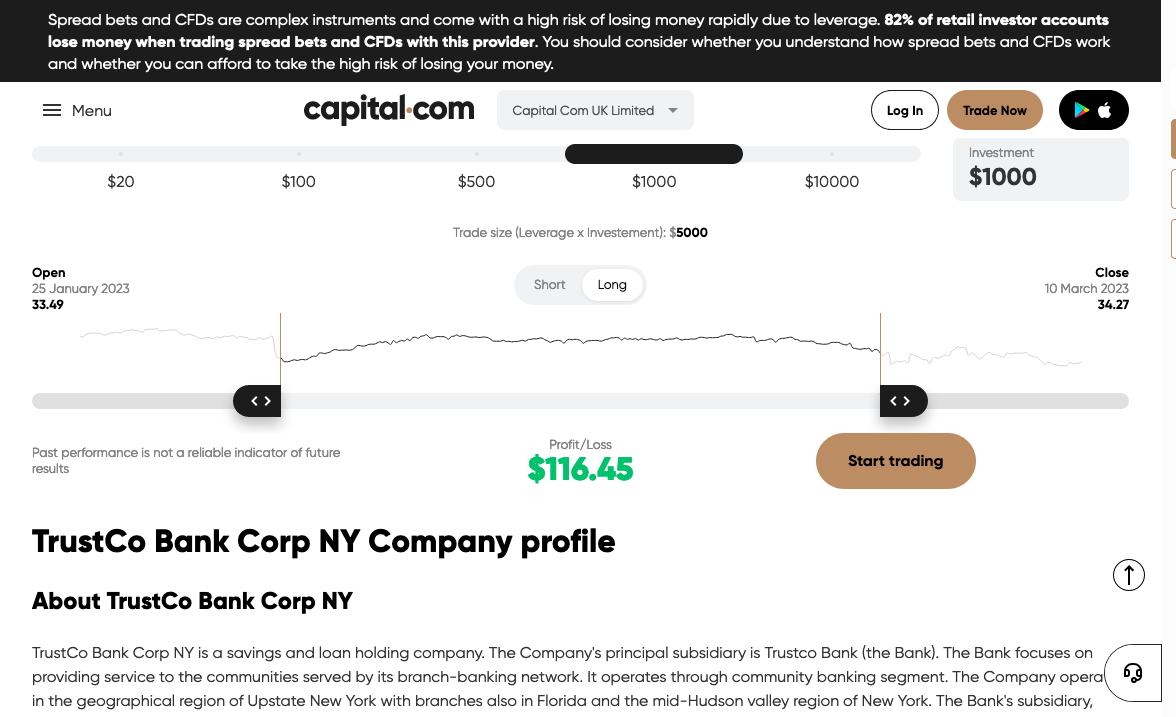 Spread bets and CFDs are complex instruments and come with a high risk of losing money rapidly due to leverage. 82% of retail investor accounts
lose money when trading spread bets and CFDs with this provider. You should consider whether you understand how spread bets and CFDs work
and whether you can afford to take the high risk of losing your money.
Menu
capital.com
Capital Com UK Limited
Log In
Trade Now
Investment
$1000
$20
$100
$500
$1000
$10000
Trade size (Leverage x Investement): $5000
Open
25 January 2023
33.49
Short
Long
Close
10 March 2023
34.27
Past performance is not a reliable indicator of future
results
Profit/Loss
$116.45
Start trading
TrustCo Bank Corp NY Company profile
About TrustCo Bank Corp NY
TrustCo Bank Corp NY is a savings and loan holding company. The Company's principal subsidiary is Trustco Bank (the Bank). The Bank focuses on
providing service to the communities served by its branch-banking network. It operates through community banking segment. The Company opera
in the geographical region of Upstate New York with branches also in Florida and the mid-Hudson valley region of New York. The Bank's subsidiary,